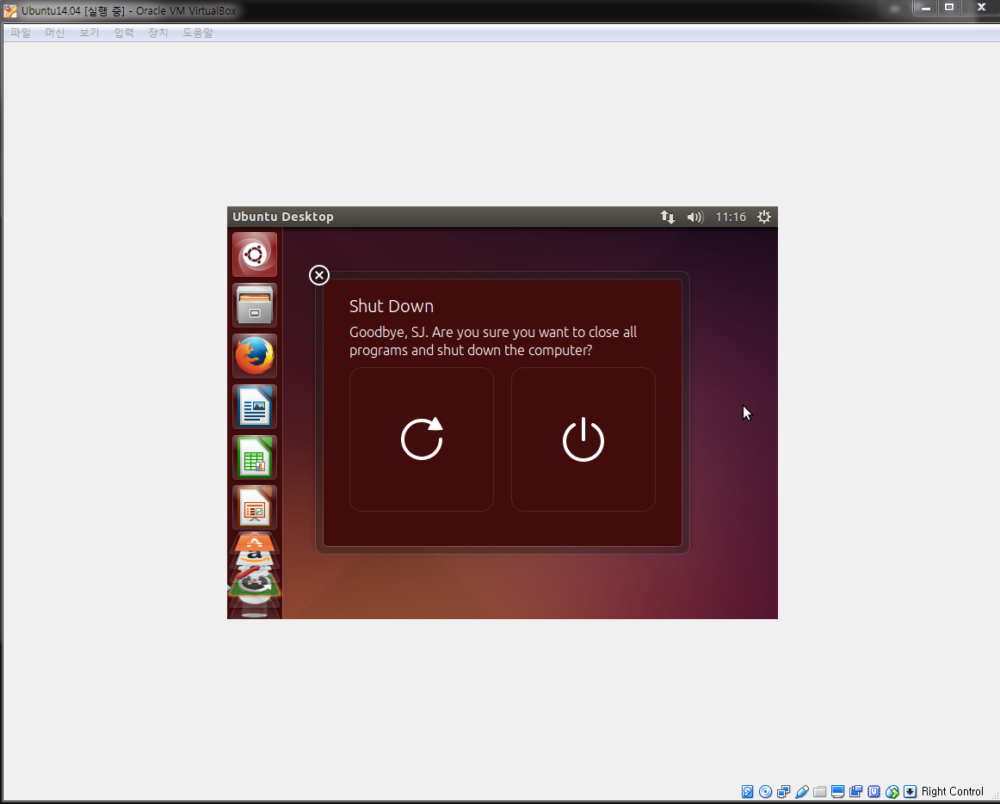 Ubuntu14.04 [실행 중] - Oracle VM VirtualBox
파일 머신 보기 입력 장치 도움말
Ubuntu Desktop 11:16
Shut Down
Goodbye, SJ. Are you sure you want to close all
programs and shut down the computer?
Right Control